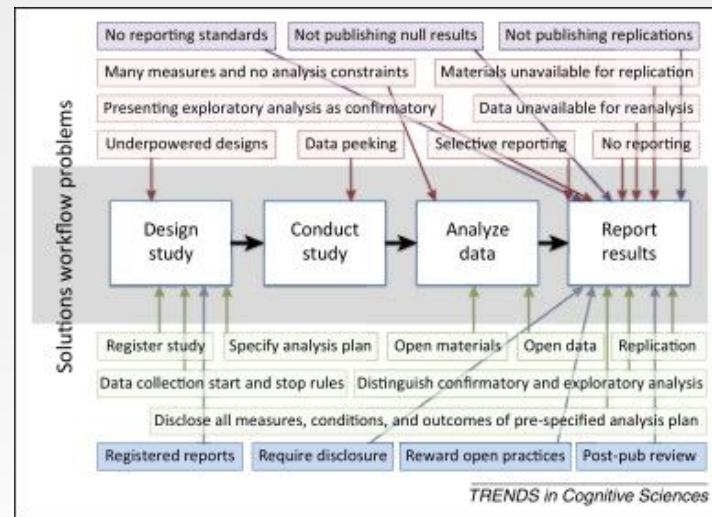 No reporting standards
Not publishing null results
Not publishing replications
Many measures and no analysis constraints
Materials unavailable for replication
Presenting exploratory analysis as confirmatory
Data unavailable for reanalysis
Underpowered designs
Data peeking
Selective reporting
No reporting
Solutions workflow problems
Design
study
Conduct
study
Analyze
data
Report
results
Register study
Specify analysis plan
Open materials
Open data
Replication
Data collection start and stop rules
Distinguish confirmatory and exploratory analysis
Disclose all measures, conditions, and outcomes of pre-specified analysis plan
Registered reports
Require disclosure
Reward open practices
Post-pub review
TRENDS in Cognitive Sciences